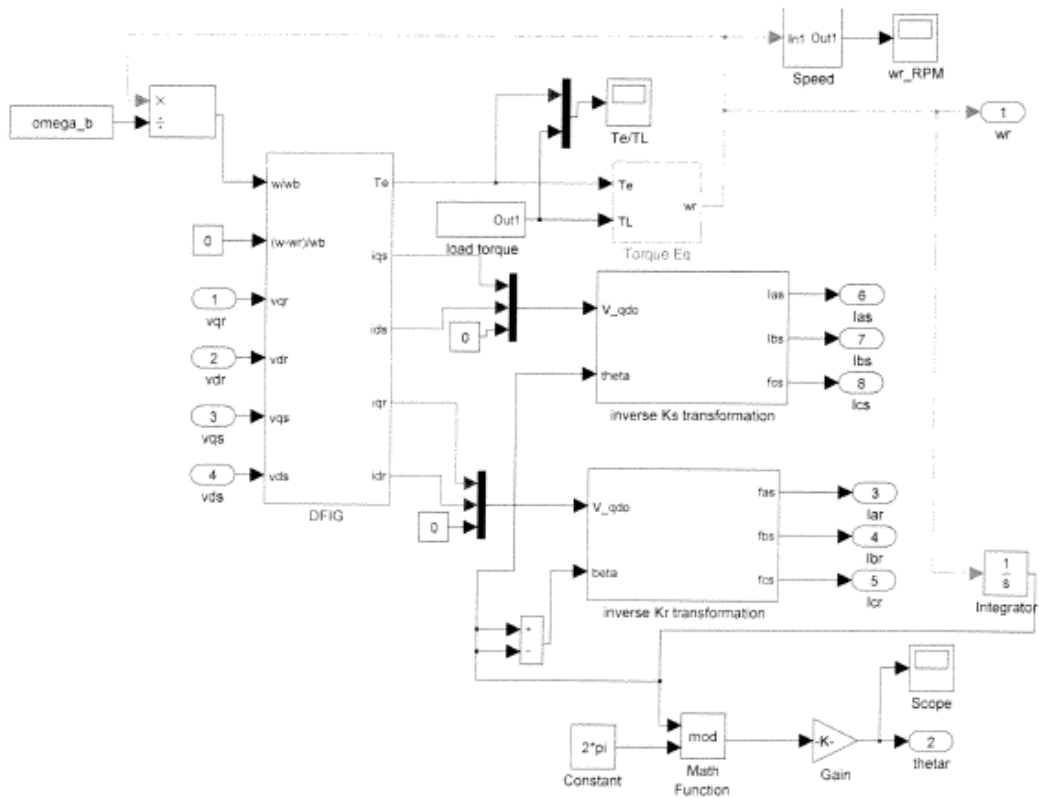 In1 Out1
Speed
wr_RPM
omega_b
×
÷
Te/TL
1
wr
w/wb
Te
Te
wr
TL
Out1
load torque
Torque Eq
0
(w-wr)/wb
iqs
1
vqr
vqr
ids
0
V_qdo
Ias
6
Ias
Ibs
7
Ibs
theta
fcs
8
Ics
inverse Ks transformation
2
vdr
vdr
iqr
3
vqs
vqs
4
vds
vds
idr
DFIG
0
V_qdo
fas
3
Iar
fbs
4
Ibr
beta
fcs
5
Icr
inverse Kr transformation
1
s
Integrator
+
−
Scope
2*pi
Constant
mod
Math
Function
-K-
Gain
2
thetar